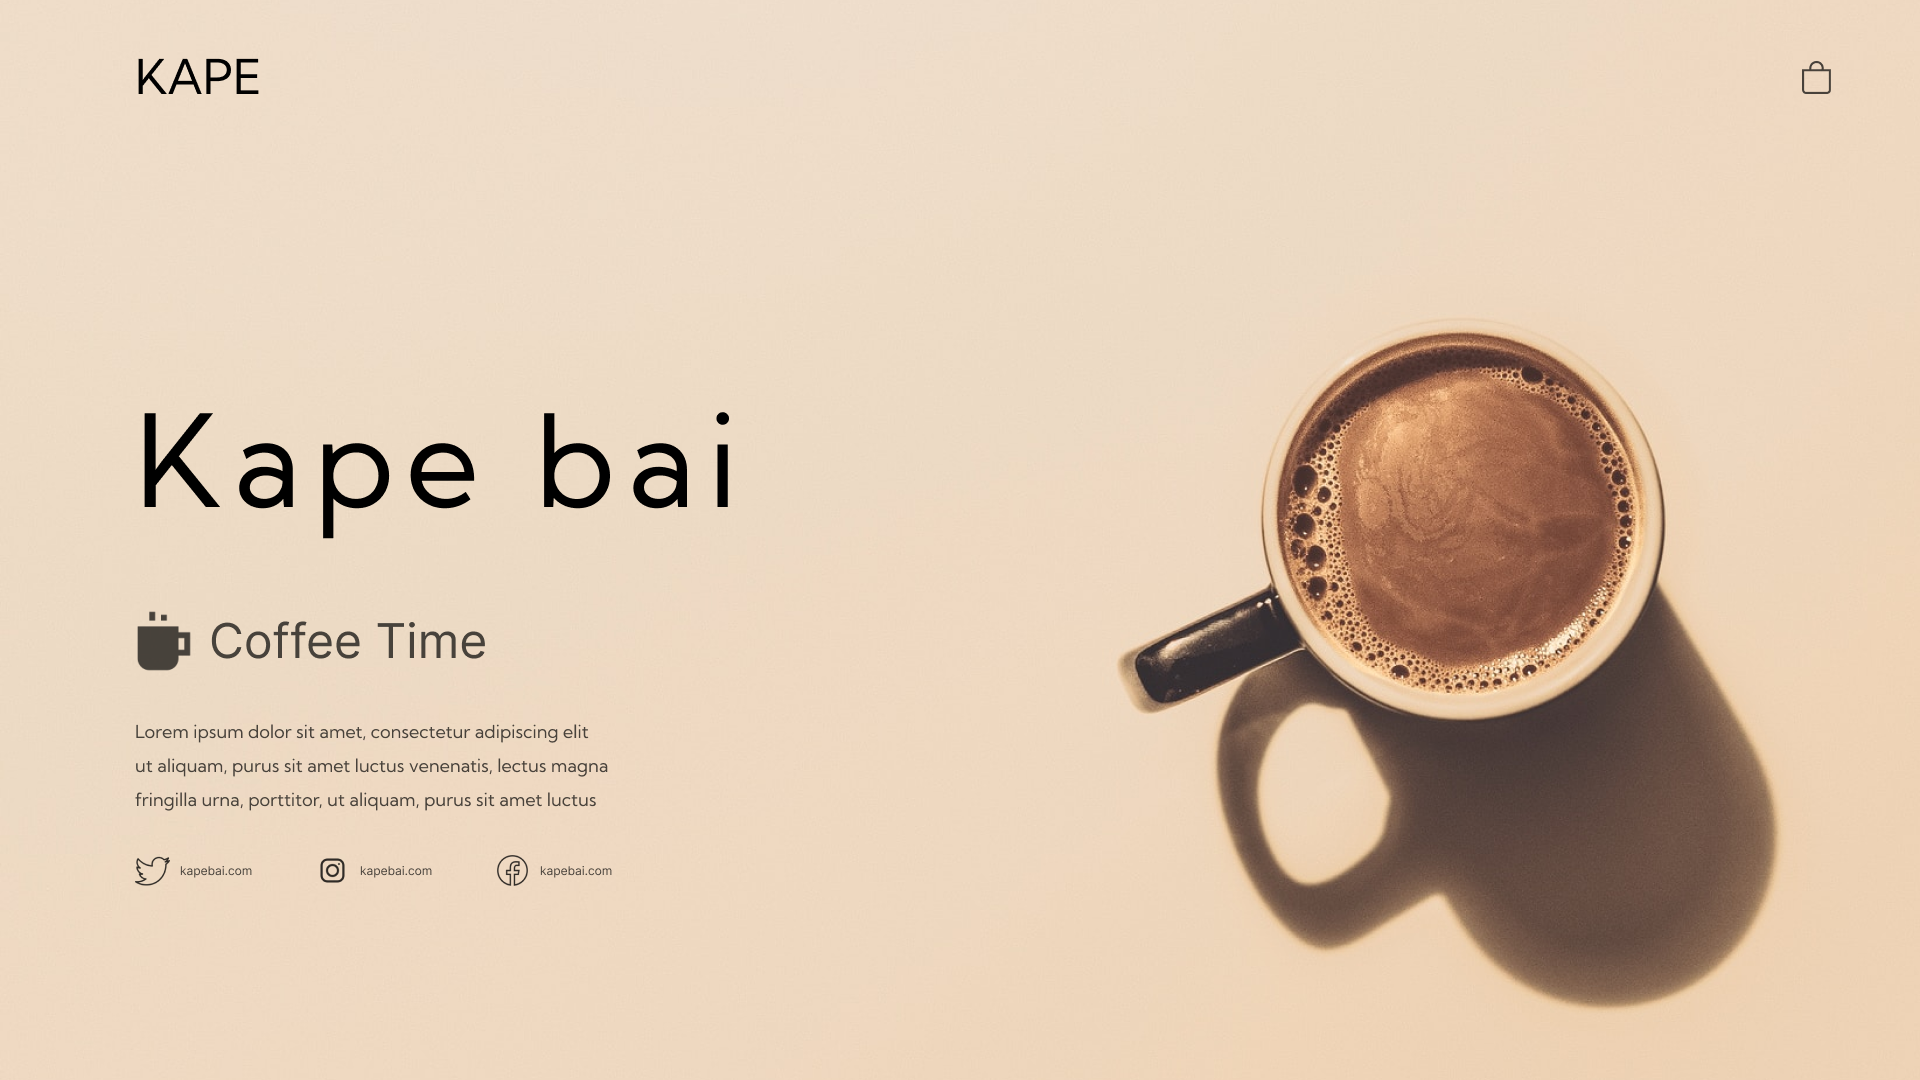 KAPE
Kape bai
Coffee Time
Lorem ipsum dolor sit amet, consectetur adipiscing elit
ut aliquam, purus sit amet luctus venenatis, lectus magna
fringilla urna, porttitor, ut aliquam, purus sit amet luctus
kapebai.com kapebai.com kapebai.com